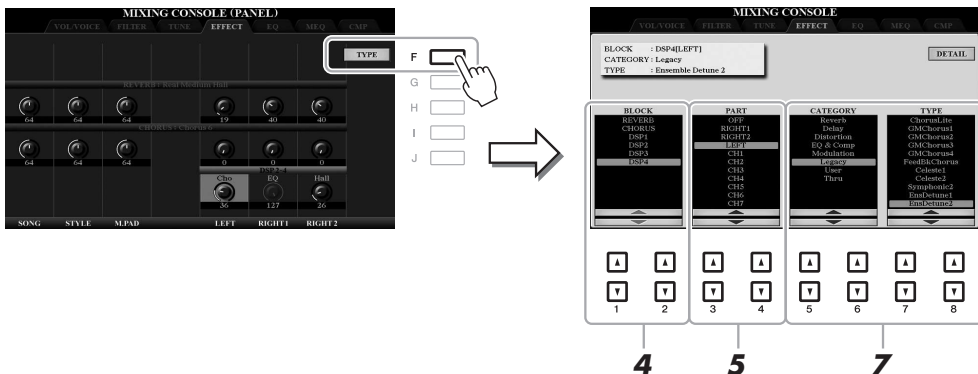 MIXING CONSOLE (PANEL)
VOL/VOICE FILTER TUNE EFFECT EQ MEQ CMP
TYPE
F
G
H
I
J
REVERB : Real Medium Hall
64 64 64 19 40 40
CHORUS : Chorus6
64 64 64 0 0 0
DSP2-4
Cho EQ Hall
36 127 26
SONG STYLE M.PAD LEFT RIGHT1 RIGHT2
MIXING CONSOLE
VOL/VOICE FILTER TUNE EFFECT EQ MEQ CMP
BLOCK : DSP4[LEFT]
CATEGORY : Legacy
TYPE : Ensemble Detune 2
DETAIL
BLOCK
REVERB
CHORUS
DSP1
DSP2
DSP3
DSP4
PART
OFF
RIGHT1
RIGHT2
LEFT
CH1
CH2
CH3
CH4
CH5
CH6
CH7
CATEGORY
Reverb
Delay
Distortion
EQ & Comp
Modulation
Legacy
User
Thru
TYPE
ChorusLite
GMChorus1
GMChorus2
GMChorus3
GMChorus4
FeedBkChorus
Celeste1
Celeste2
Symphonic2
EnsDetune1
EnsDetune2
1 2 3 4 5 6 7 8
4 5 7